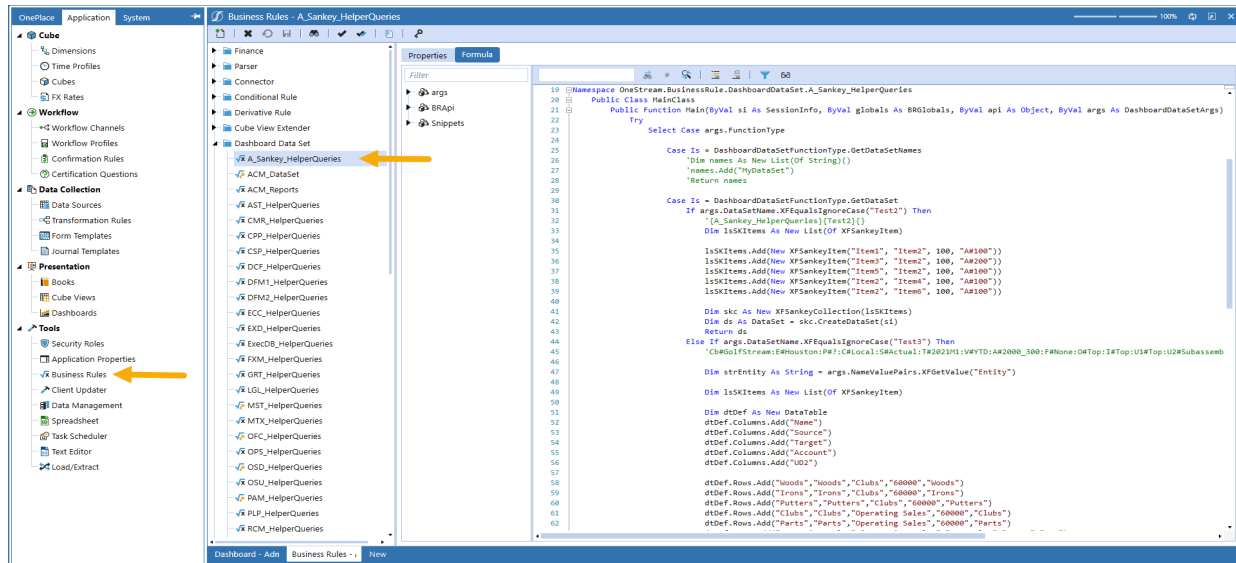 OnePlace Application System
Cube
Dimensions
Time Profiles
Cubes
FX Rates
Workflow
Workflow Channels
Workflow Profiles
Confirmation Rules
Certification Questions
Data Collection
Data Sources
Transformation Rules
Form Templates
Journal Templates
Presentation
Books
Cube Views
Dashboards
Tools
Security Roles
Application Properties
Business Rules
Client Updater
Data Management
Spreadsheet
Task Scheduler
Text Editor
Load/Extract
Business Rules - A_Sankey_HelperQueries
100%
Finance
Parser
Connector
Conditional Rule
Derivative Rule
Cube View Extender
Dashboard Data Set
A_Sankey_HelperQueries
ACM_DataSet
ACM_Reports
AST_HelperQueries
CMR_HelperQueries
CPP_HelperQueries
CSP_HelperQueries
DCF_HelperQueries
DFM1_HelperQueries
DFM2_HelperQueries
ECC_HelperQueries
EXD_HelperQueries
ExecDB_HelperQueries
FXM_HelperQueries
GRT_HelperQueries
LGL_HelperQueries
MST_HelperQueries
MTX_HelperQueries
OFC_HelperQueries
OPS_HelperQueries
OSD_HelperQueries
OSU_HelperQueries
PAM_HelperQueries
PLP_HelperQueries
RCM_HelperQueries
Properties Formula
Filter
args
BRApi
Snippets
19 Namespace OneStream.BusinessRule.DashboardDataSet.A_Sankey_HelperQueries
20 Public Class MainClass
21 Public Function Main(ByVal si As SessionInfo, ByVal globals As BRGlobals, ByVal api As Object, ByVal args As DashboardDataSetArgs)
22 Try
23 Select Case args.FunctionType
24
25 Case Is = DashboardDataSetFunctionType.GetDataSetNames
26 'Dim names As New List(Of String)()
27 'names.Add("MyDataSet")
28 'Return names
29
30 Case Is = DashboardDataSetFunctionType.GetDataSet
31 If args.DataSetName.XFEqualsIgnoreCase("Test2") Then
32 '{A_Sankey_HelperQueries}{Test2}{}
33 Dim lsSKItems As New List(Of XFSankeyItem)
34
35 lsSKItems.Add(New XFSankeyItem("Item1", "Item2", 100, "A#100"))
36 lsSKItems.Add(New XFSankeyItem("Item3", "Item2", 100, "A#200"))
37 lsSKItems.Add(New XFSankeyItem("Item5", "Item2", 100, "A#100"))
38 lsSKItems.Add(New XFSankeyItem("Item2", "Item4", 100, "A#100"))
39 lsSKItems.Add(New XFSankeyItem("Item2", "Item6", 100, "A#100"))
40
41 Dim skc As New XFSankeyCollection(lsSKItems)
42 Dim ds As DataSet = skc.CreateDataSet(si)
43 Return ds
44 Else If args.DataSetName.XFEqualsIgnoreCase("Test3") Then
45 'Cb#GolfStream:E#Houston:P#?:C#Local:S#Actual:T#2021M1:V#YTD:A#2000_300:F#None:O#Top:I#Top:U1#Top:U2#Subassemb
46
47 Dim strEntity As String = args.NameValuePairs.XFGetValue("Entity")
48
49 Dim lsSKItems As New List(Of XFSankeyItem)
50
51 Dim dtDef As New DataTable
52 dtDef.Columns.Add("Name")
53 dtDef.Columns.Add("Source")
54 dtDef.Columns.Add("Target")
55 dtDef.Columns.Add("Account")
56 dtDef.Columns.Add("UD2")
57
58 dtDef.Rows.Add("Woods","Woods","Clubs","60000","Woods")
59 dtDef.Rows.Add("Irons","Irons","Clubs","60000","Irons")
60 dtDef.Rows.Add("Putters","Putters","Clubs","60000","Putters")
61 dtDef.Rows.Add("Clubs","Clubs","Operating Sales","60000","Clubs")
62 dtDef.Rows.Add("Parts","Parts","Operating Sales","60000","Parts")
Dashboard - Adn Business Rules - New